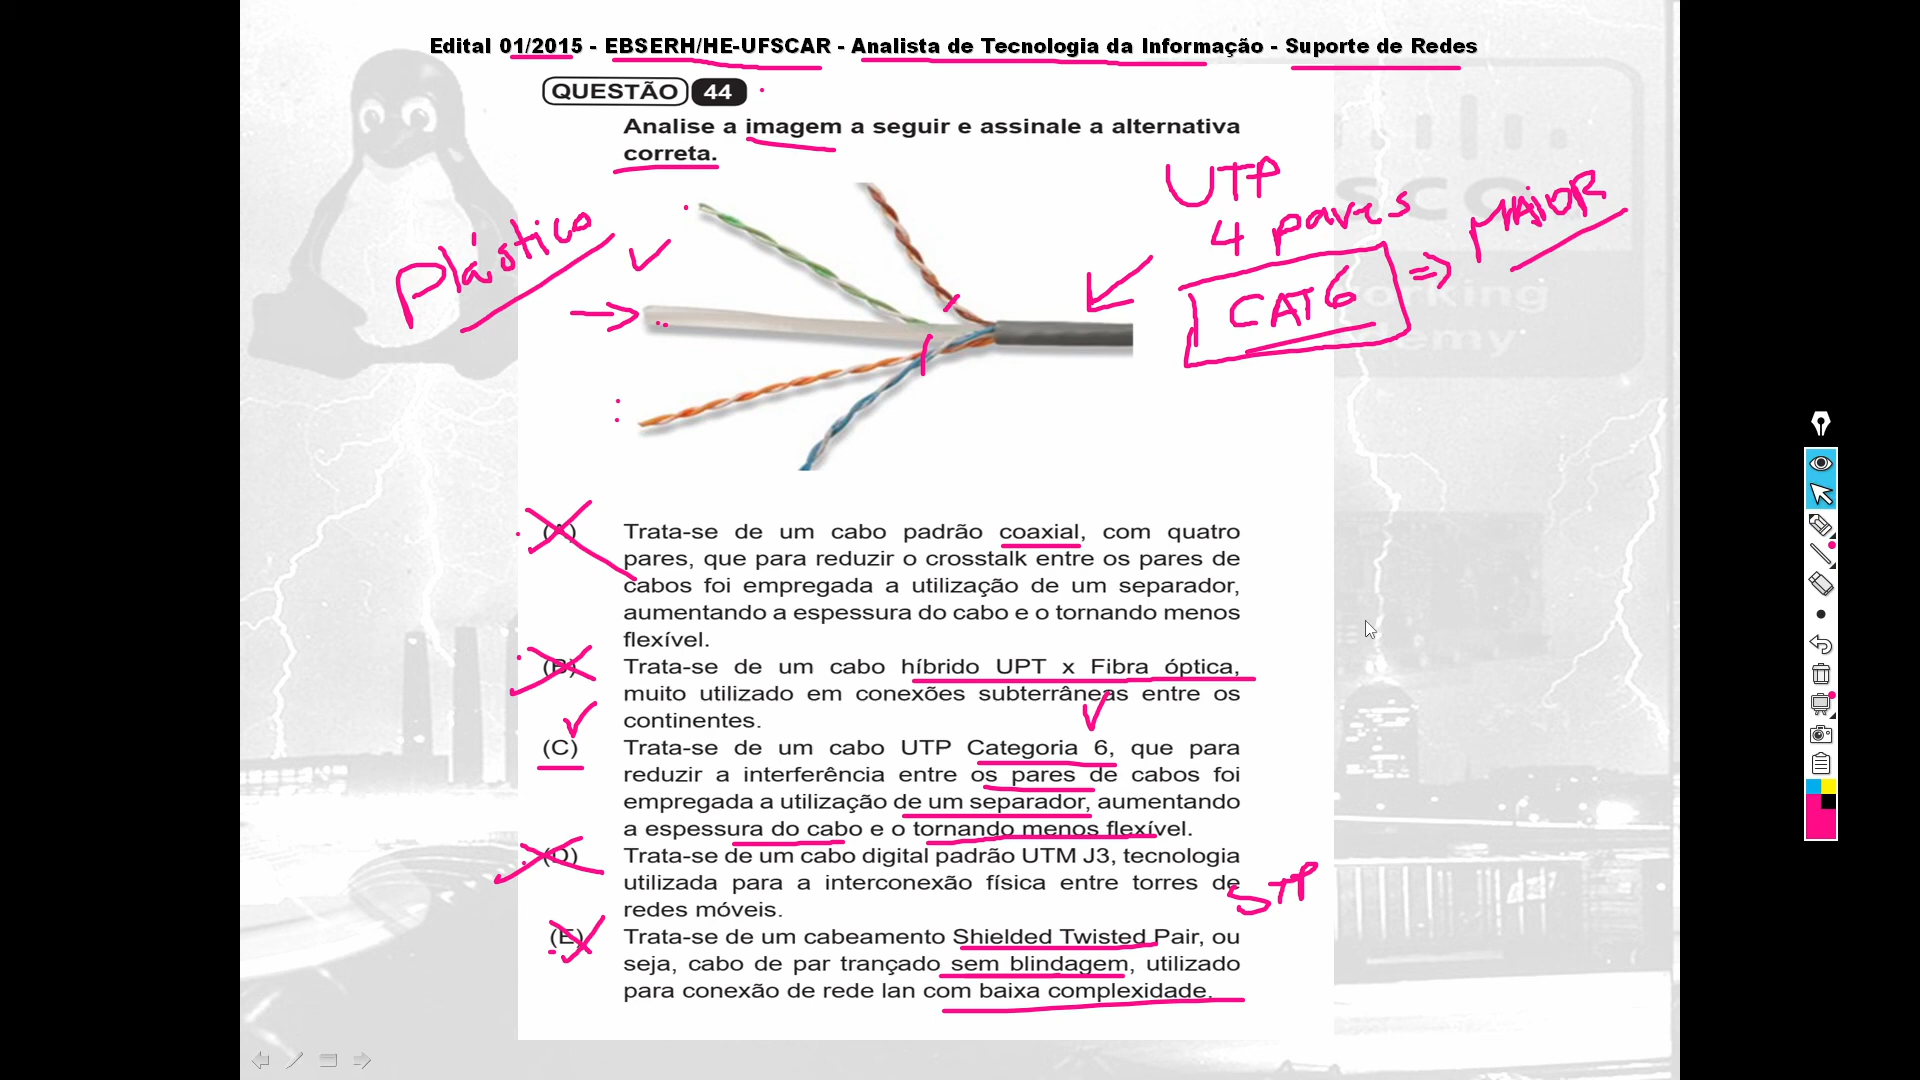 Edital 01/2015 - EBSERH/HE-UFSCAR - Analista de Tecnologia da Informação - Suporte de Redes
QUESTÃO 44
Analise a imagem a seguir e assinale a alternativa
correta.
UTP
4 pares
MAIOR
Plástico
CAT6 =>
sco
working
demy
(A) Trata-se de um cabo padrão coaxial, com quatro
pares, que para reduzir o crosstalk entre os pares de
cabos foi empregada a utilização de um separador,
aumentando a espessura do cabo e o tornando menos
flexível.
(B) Trata-se de um cabo híbrido UPT x Fibra óptica,
muito utilizado em conexões subterrâneas entre os
continentes.
(C) Trata-se de um cabo UTP Categoria 6, que para
reduzir a interferência entre os pares de cabos foi
empregada a utilização de um separador, aumentando
a espessura do cabo e o tornando menos flexível.
(D) Trata-se de um cabo digital padrão UTM J3, tecnologia
utilizada para a interconexão física entre torres de
redes móveis.
STP
(E) Trata-se de um cabeamento Shielded Twisted Pair, ou
seja, cabo de par trançado sem blindagem, utilizado
para conexão de rede lan com baixa complexidade.